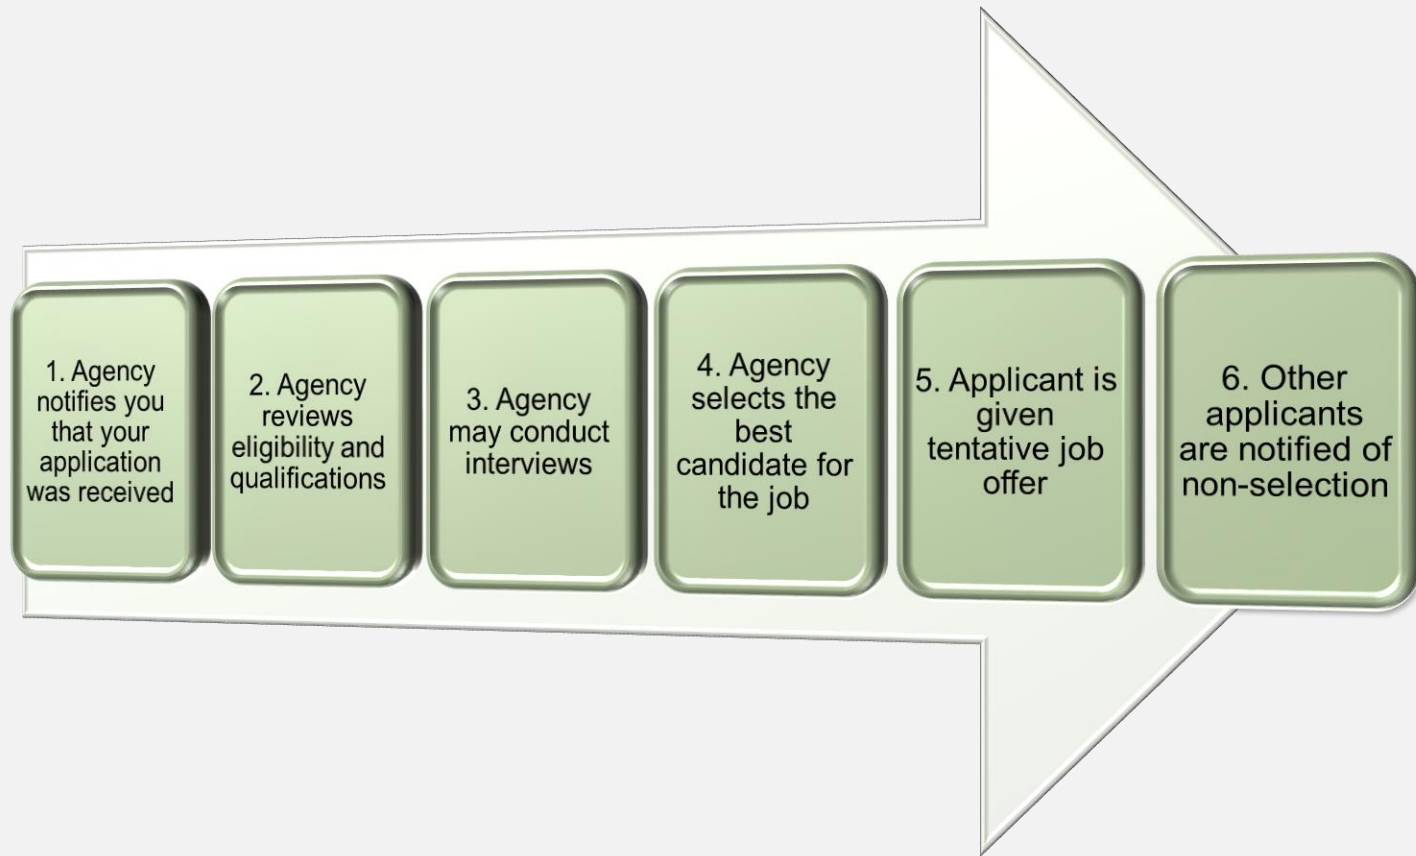 1. Agency
notifies you
that your
application
was received
2. Agency
reviews
eligibility and
qualifications
3. Agency
may conduct
interviews
4. Agency
selects the
best
candidate for
the job
5. Applicant is
given
tentative job
offer
6. Other
applicants
are notified of
non-selection